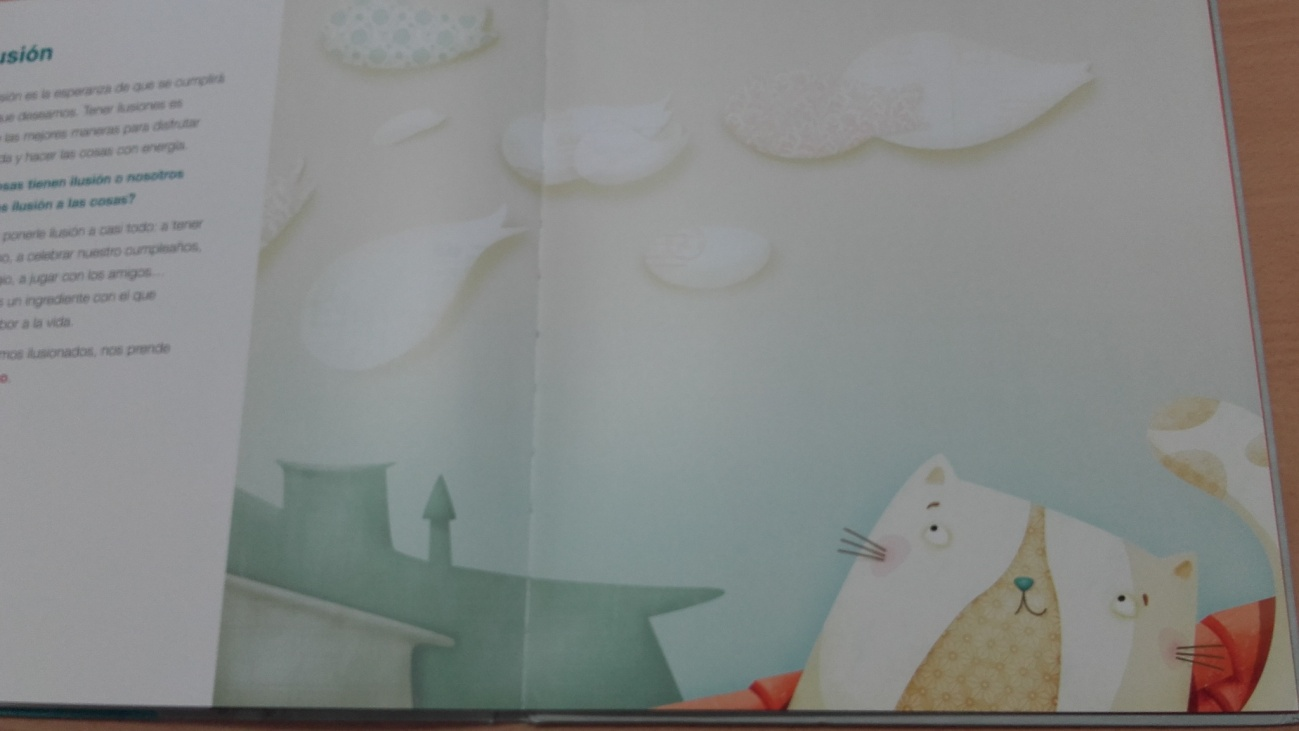 usión
sión es la esperanza de que se cumplirá
ue deseamos. Tener ilusiones es
las mejores maneras para disfrutar
da y hacer las cosas con energía.
osas tienen ilusión o nosotros
s ilusión a las cosas?
ponerle ilusión a casi todo: a tener
o, a celebrar nuestro cumpleaños,
gio, a jugar con los amigos...
s un ingrediente con el que
bor a la vida.
mos ilusionados, nos prende
o.